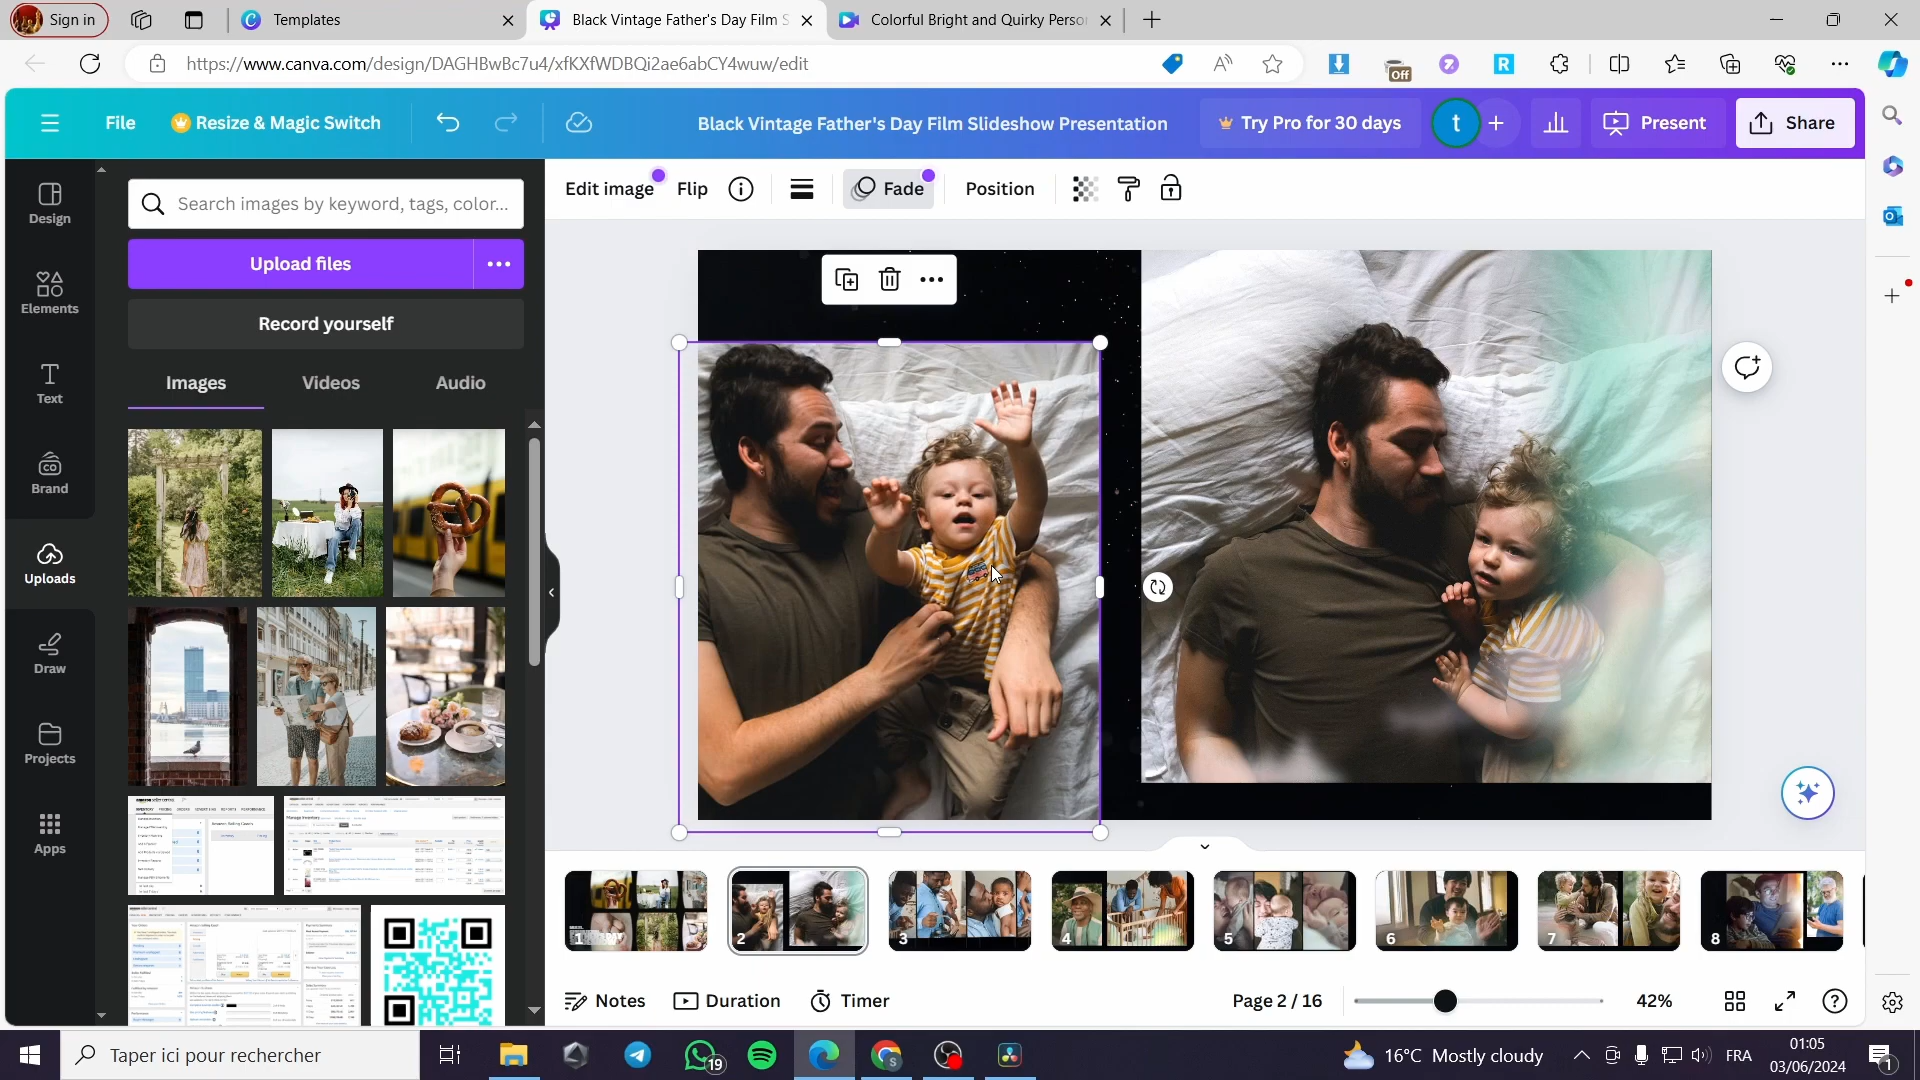 Sign in
Templates
Black Vintage Father's Day Film S
Colorful Bright and Quirky Perso
https://www.canva.com/design/DAGHBwBc7u4/xfKXfWDBQi2ae6abCY4wuw/edit
Off
File
Resize & Magic Switch
Black Vintage Father's Day Film Slideshow Presentation
Try Pro for 30 days
t
Present
Share
Edit image
Flip
Fade
Position
Search images by keyword, tags, color...
Upload files
Record yourself
Images
Videos
Audio
Design
Elements
Text
Brand
Uploads
Draw
Projects
Apps
1
2
3
4
5
6
7
8
Notes
Duration
Timer
Page 2 / 16
42%
Taper ici pour rechercher
19
16°C Mostly cloudy
FRA
01:05
03/06/2024
1